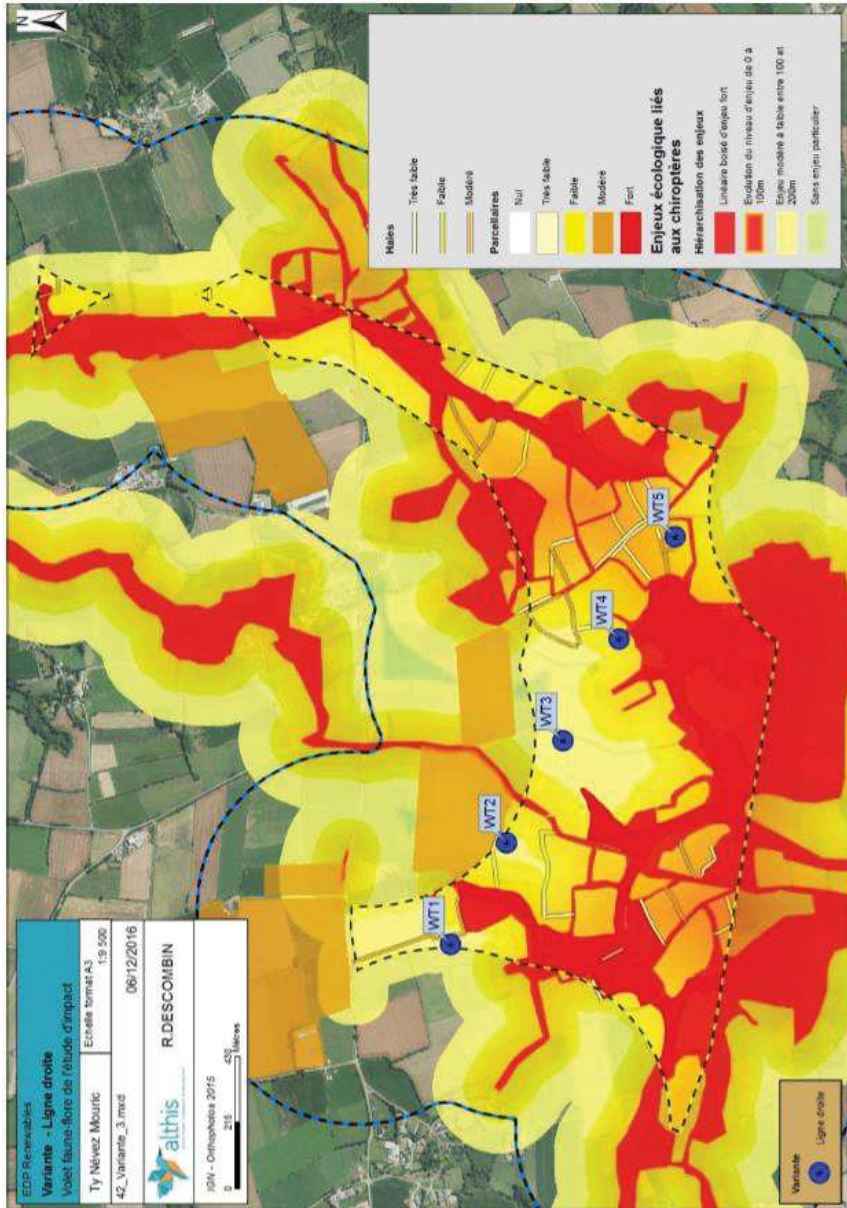 EDP Renewables
Variante - Ligne droite
Volet faune-flore de l'étude d'impact
Ty Névez Mouric
Echelle format A3
1:9 500
42_Variante_3.mxd
06/12/2016
althis
R.DESCOMBIN
IGN - Orthophotos 2015
0 215 430
Mètres
N
WT1
WT2
WT3
WT4
WT5
Haies
Très faible
Faible
Modéré
Parcellaires
Nul
Très faible
Faible
Modéré
Fort
Enjeux écologique liés
aux chiroptères
Hiérarchisation des enjeux
Linéaire boisé d'enjeu fort
Evolution du niveau d'enjeu de 0 à
100m
Enjeu modéré à faible entre 100 et
200m
Sans enjeu particulier
Variante
Ligne droite